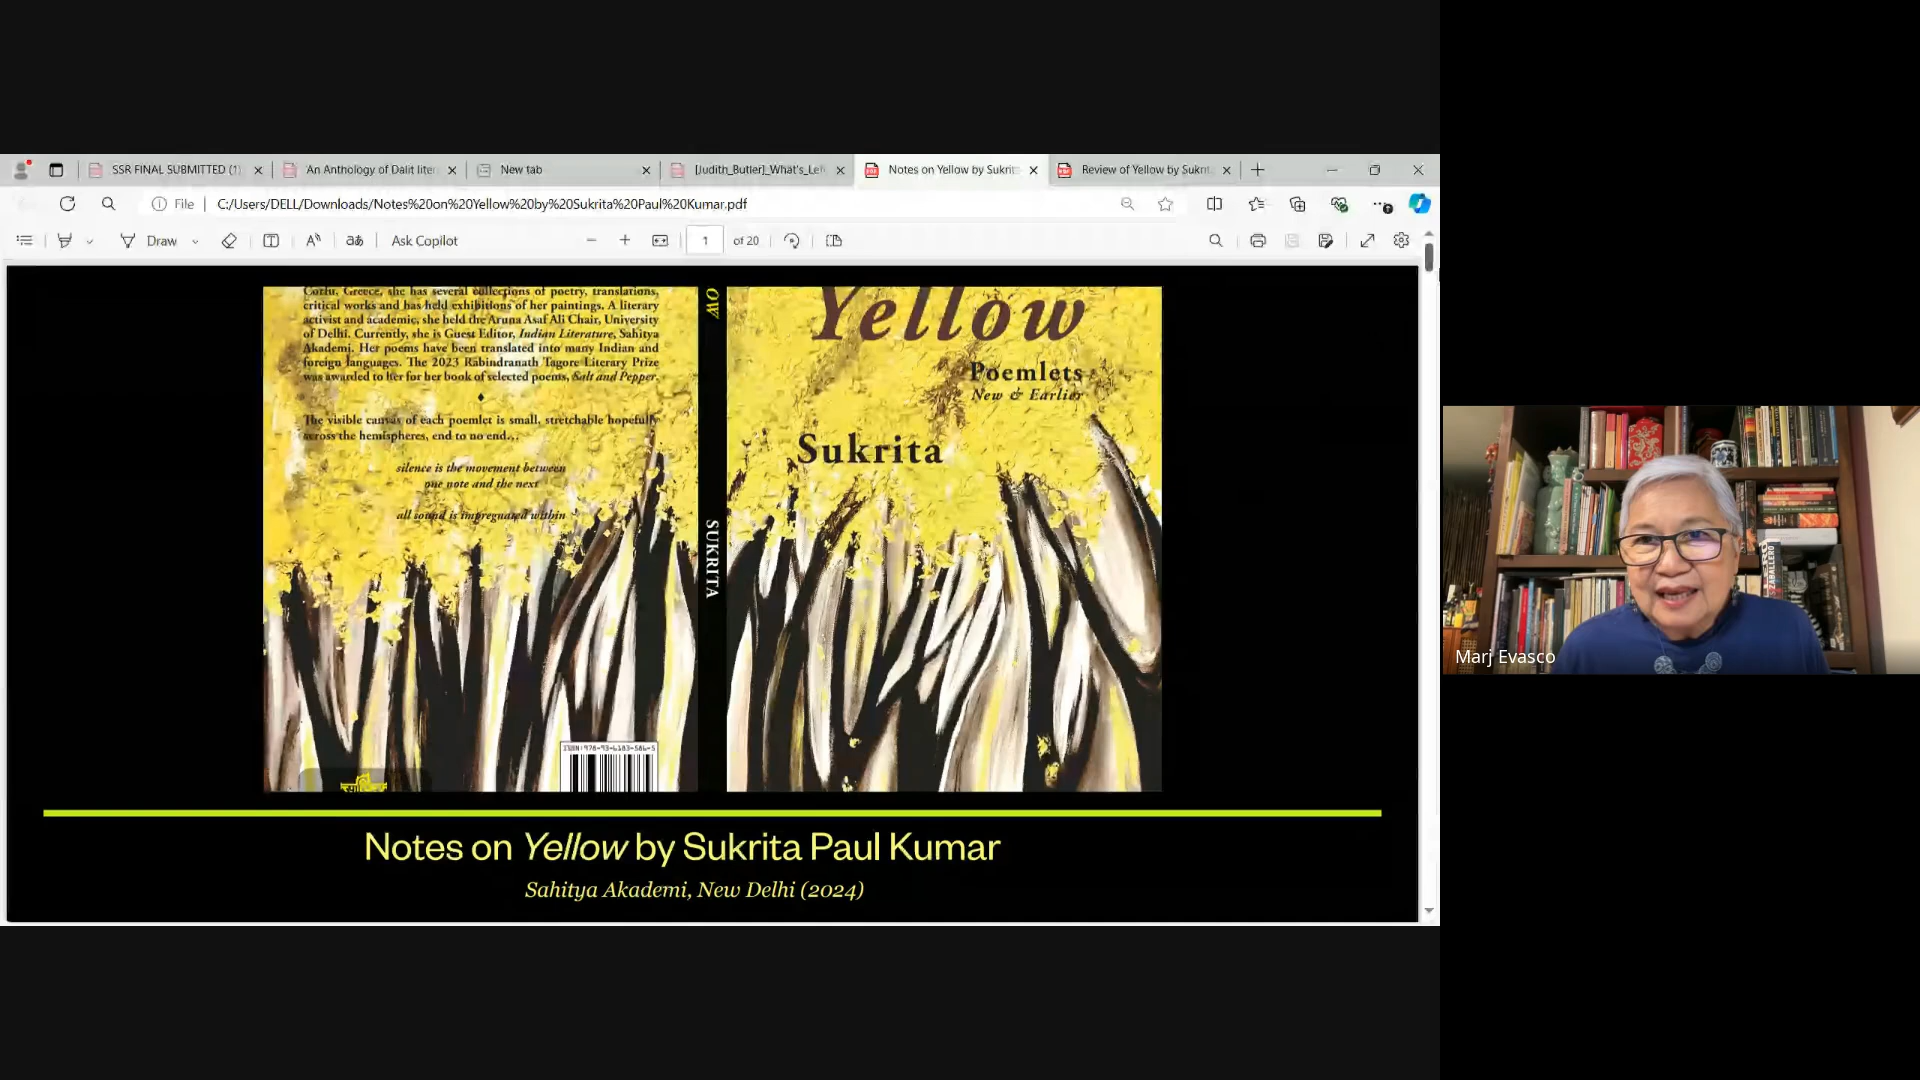 SSR FINAL SUBMITTED (1)
'An Anthology of Dalit liter
New tab
[Judith_Butler]_What's_Lef
Notes on Yellow by Sukrit
Review of Yellow by Sukri
File
C:/Users/DELL/Downloads/Notes%20on%20Yellow%20by%20Sukrita%20Paul%20Kumar.pdf
Draw
Ask Copilot
1 of 20
Corfu, Greece, she has several collections of poetry, translations,
critical works and has held exhibitions of her paintings. A literary
activist and academic, she held the Aruna Asaf Ali Chair, University
of Delhi. Currently, she is Guest Editor, Indian Literature, Sahitya
Akademi. Her poems have been translated into many Indian and
foreign languages. The 2023 Rabindranath Tagore Literary Prize
was awarded to her for her book of selected poems, Salt and Pepper.
The visible canvas of each poemlet is small, stretchable hopefully
across the hemispheres, end to no end...
silence is the movement between
one note and the next
all sound is impregnated within
ISBN: 978-93-6183-586-5
OW
SUKRITA
Yellow
Poemlets
New & Earlier
Sukrita
Notes on Yellow by Sukrita Paul Kumar
Sahitya Akademi, New Delhi (2024)
Marj Evasco